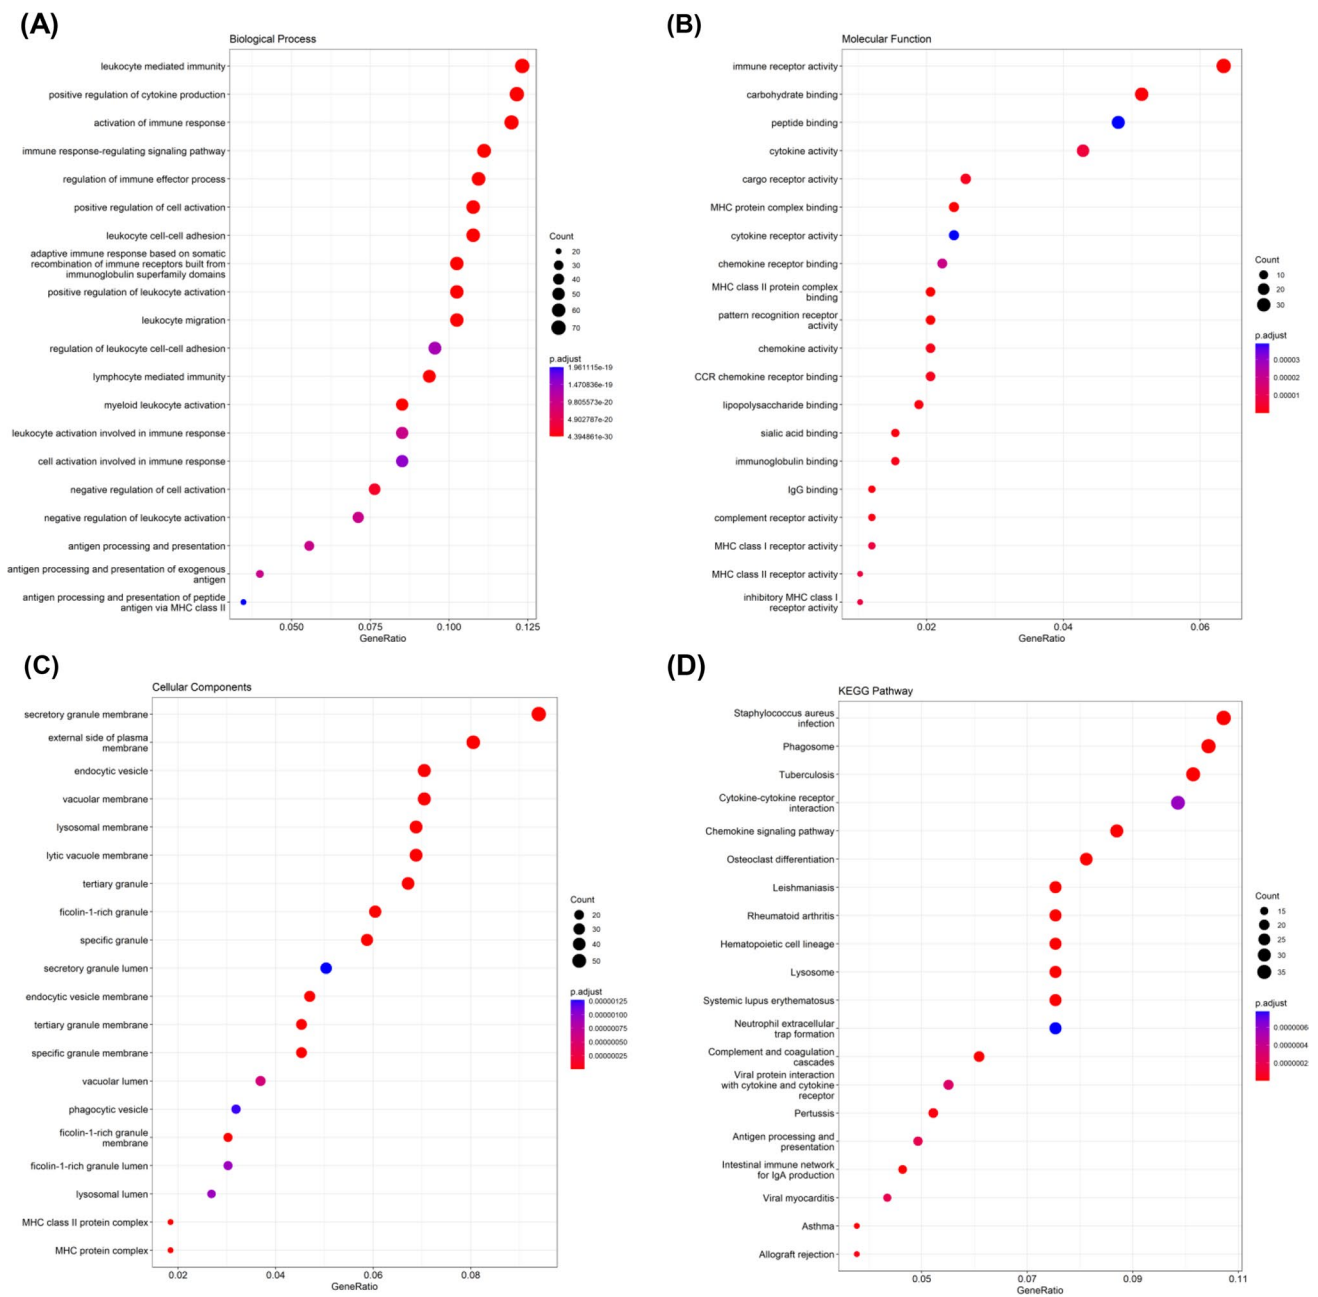 (A)
Biological Process
leukocyte mediated immunity
positive regulation of cytokine production
activation of immune response
immune response-regulating signaling pathway
regulation of immune effector process
positive regulation of cell activation
leukocyte cell-cell adhesion
adaptive immune response based on somatic
recombination of immune receptors built from
immunoglobulin superfamily domains
positive regulation of leukocyte activation
leukocyte migration
regulation of leukocyte cell-cell adhesion
lymphocyte mediated immunity
myeloid leukocyte activation
leukocyte activation involved in immune response
cell activation involved in immune response
negative regulation of cell activation
negative regulation of leukocyte activation
antigen processing and presentation
antigen processing and presentation of exogenous
antigen
antigen processing and presentation of peptide
antigen via MHC class II
0.050 0.075 0.100 0.125
GeneRatio
Count
20
30
40
50
60
70
p.adjust
1.961115e-19
1.470836e-19
9.805573e-20
4.902787e-20
4.394861e-30
(B)
Molecular Function
immune receptor activity
carbohydrate binding
peptide binding
cytokine activity
cargo receptor activity
MHC protein complex binding
cytokine receptor activity
chemokine receptor binding
MHC class II protein complex
binding
pattern recognition receptor
activity
chemokine activity
CCR chemokine receptor binding
lipopolysaccharide binding
sialic acid binding
immunoglobulin binding
IgG binding
complement receptor activity
MHC class I receptor activity
MHC class II receptor activity
inhibitory MHC class I
receptor activity
0.02 0.04 0.06
GeneRatio
Count
10
20
30
p.adjust
0.00003
0.00002
0.00001
(C)
Cellular Components
secretory granule membrane
external side of plasma
membrane
endocytic vesicle
vacuolar membrane
lysosomal membrane
lytic vacuole membrane
tertiary granule
ficolin-1-rich granule
specific granule
secretory granule lumen
endocytic vesicle membrane
tertiary granule membrane
specific granule membrane
vacuolar lumen
phagocytic vesicle
ficolin-1-rich granule
membrane
ficolin-1-rich granule lumen
lysosomal lumen
MHC class II protein complex
MHC protein complex
0.02 0.04 0.06 0.08
GeneRatio
Count
20
30
40
50
p.adjust
0.00000125
0.00000100
0.00000075
0.00000050
0.00000025
(D)
KEGG Pathway
Staphylococcus aureus
infection
Phagosome
Tuberculosis
Cytokine-cytokine receptor
interaction
Chemokine signaling pathway
Osteoclast differentiation
Leishmaniasis
Rheumatoid arthritis
Hematopoietic cell lineage
Lysosome
Systemic lupus erythematosus
Neutrophil extracellular
trap formation
Complement and coagulation
cascades
Viral protein interaction
with cytokine and cytokine
receptor
Pertussis
Antigen processing and
presentation
Intestinal immune network
for IgA production
Viral myocarditis
Asthma
Allograft rejection
0.05 0.07 0.09 0.11
GeneRatio
Count
15
20
25
30
35
p.adjust
0.0000006
0.0000004
0.0000002